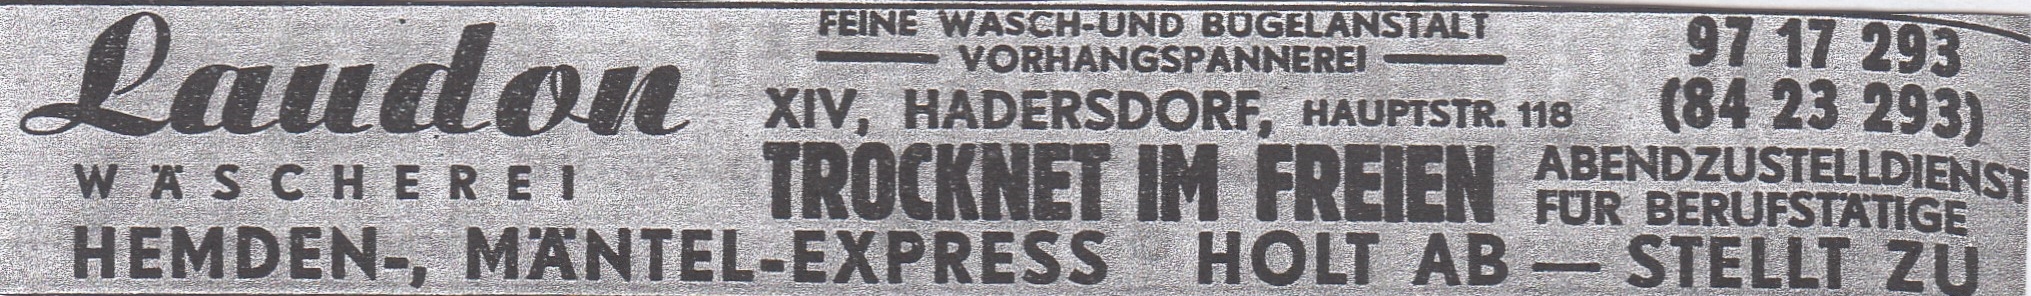 Laudon
WÄSCHEREI
FEINE WASCH-UND BÜGELANSTALT
VORHANGSPANNEREI
XIV, HADERSDORF, HAUPTSTR. 118
97 17 293
(84 23 293)
TROCKNET IM FREIEN
ABENDZUSTELLDIENST
FÜR BERUFSTÄTIGE
HEMDEN-, MÄNTEL-EXPRESS HOLT AB — STELLT ZU